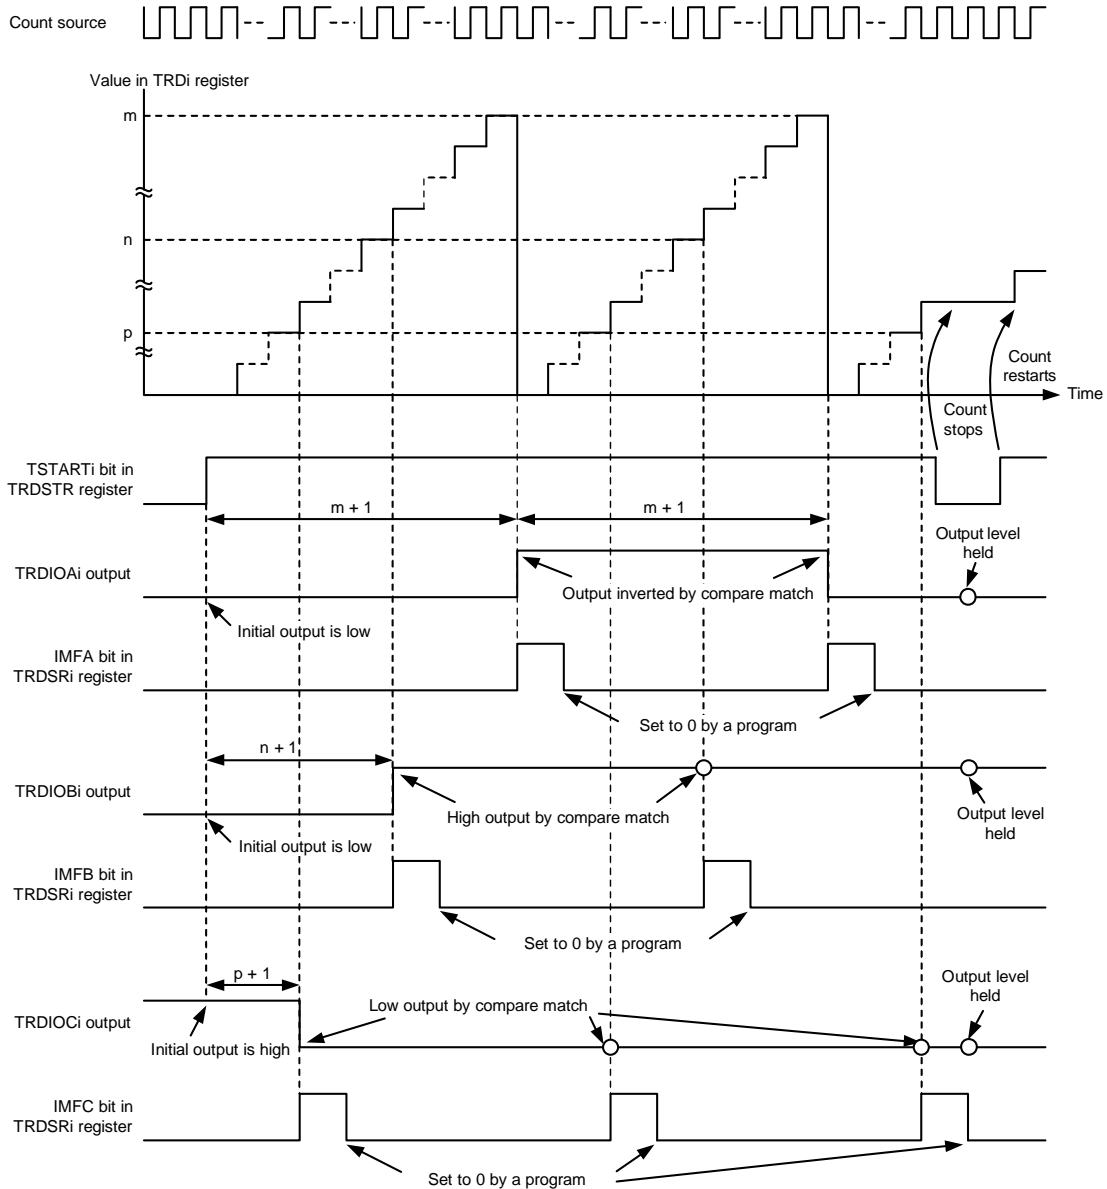 Count source
Value in TRDi register
m
n
p
Count
restarts
Time
Count
stops
TSTARTi bit in
TRDSTR register
m + 1
m + 1
Output level
held
TRDIOAi output
Output inverted by compare match
Initial output is low
IMFA bit in
TRDSRi register
Set to 0 by a program
n + 1
TRDIOBi output
High output by compare match
Output level
held
Initial output is low
IMFB bit in
TRDSRi register
Set to 0 by a program
p + 1
Output level
held
Low output by compare match
TRDIOCi output
Initial output is high
IMFC bit in
TRDSRi register
Set to 0 by a program